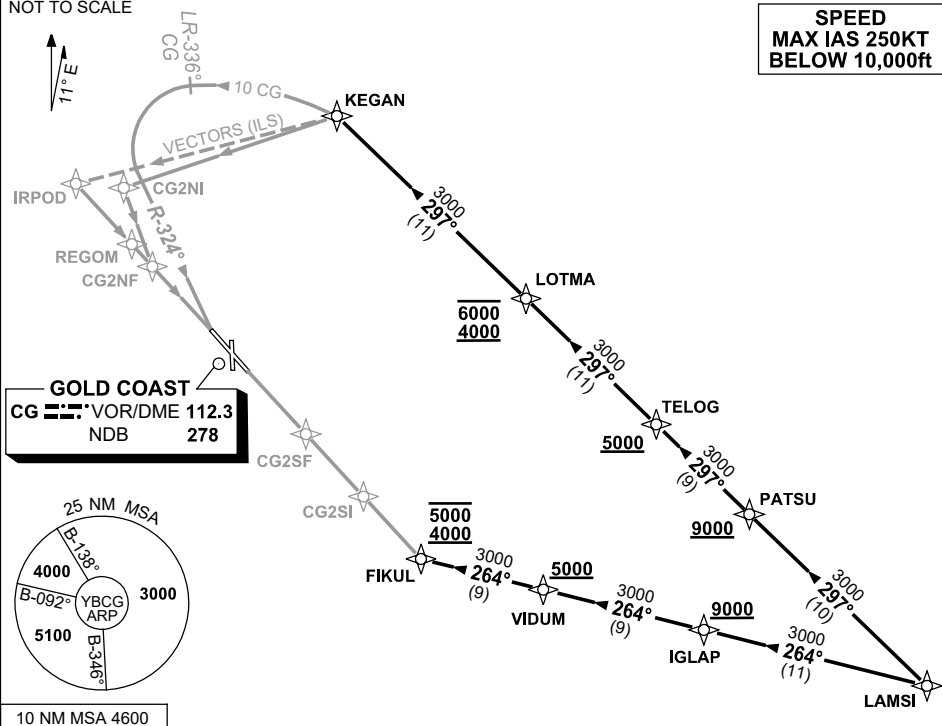 NOT TO SCALE
SPEED
MAX IAS 250KT
BELOW 10,000ft
11° E
LR-336°
CG
10 CG
KEGAN
VECTORS (ILS)
IRPOD
CG2NI
R-324°
REGOM
CG2NF
3000
297°
(11)
LOTMA
6000
4000
3000
297°
(11)
TELOG
5000
3000
297°
(9)
PATSU
9000
3000
297°
(10)
LAMSI
GOLD COAST
CG VOR/DME 112.3
NDB 278
CG2SF
CG2SI
5000
4000
FIKUL
3000
264°
(9)
5000
VIDUM
3000
264°
(9)
9000
IGLAP
3000
264°
(11)
25 NM MSA
B-138°
4000
3000
B-092°
YBCG
ARP
5100
B-346°
10 NM MSA 4600